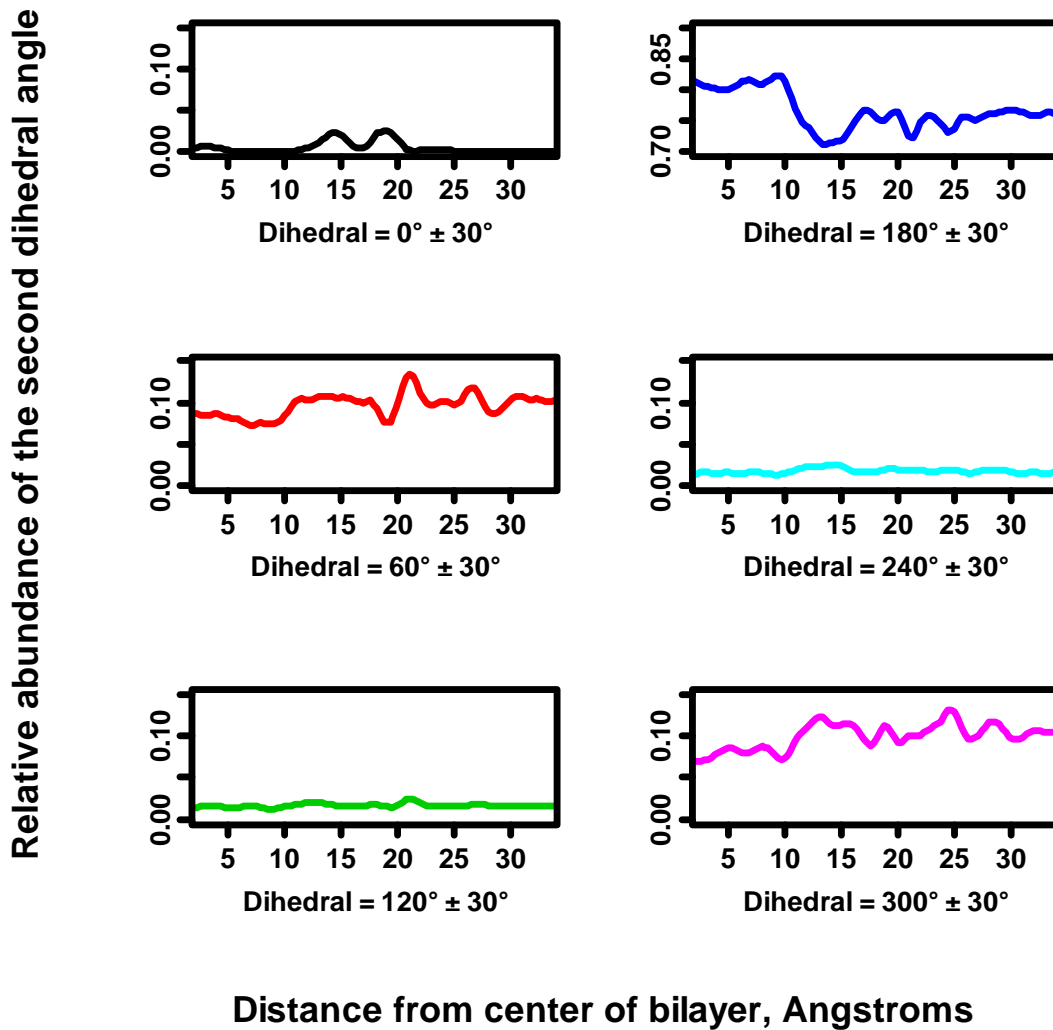 Relative abundance of the second dihedral angle
0.00 0.10
5 10 15 20 25 30
Dihedral = 0° ± 30°
0.70 0.85
5 10 15 20 25 30
Dihedral = 180° ± 30°
0.00 0.10
5 10 15 20 25 30
Dihedral = 60° ± 30°
0.00 0.10
5 10 15 20 25 30
Dihedral = 240° ± 30°
0.00 0.10
5 10 15 20 25 30
Dihedral = 120° ± 30°
0.00 0.10
5 10 15 20 25 30
Dihedral = 300° ± 30°
Distance from center of bilayer, Angstroms